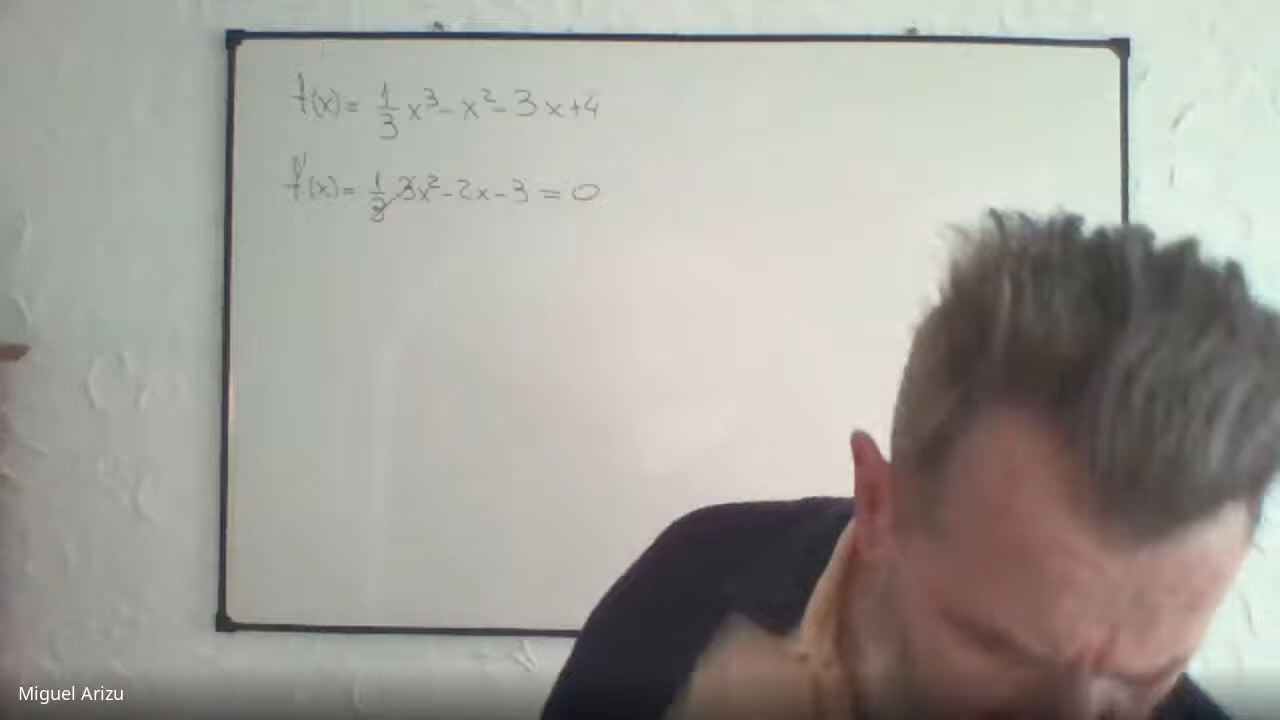 f(x) = 1/3 x³ - x² - 3x + 4
f'(x) = 1/3 3x² - 2x - 3 = 0
Miguel Arizu